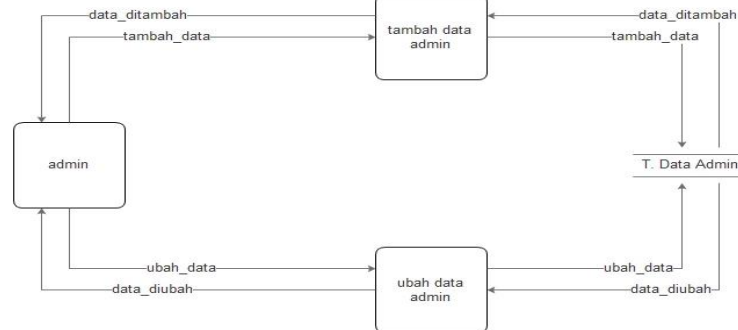 data_ditambah
tambah_data
tambah data
admin
data_ditambah
tambah_data
admin
T. Data Admin
ubah_data
data_diubah
ubah data
admin
ubah_data
data_diubah